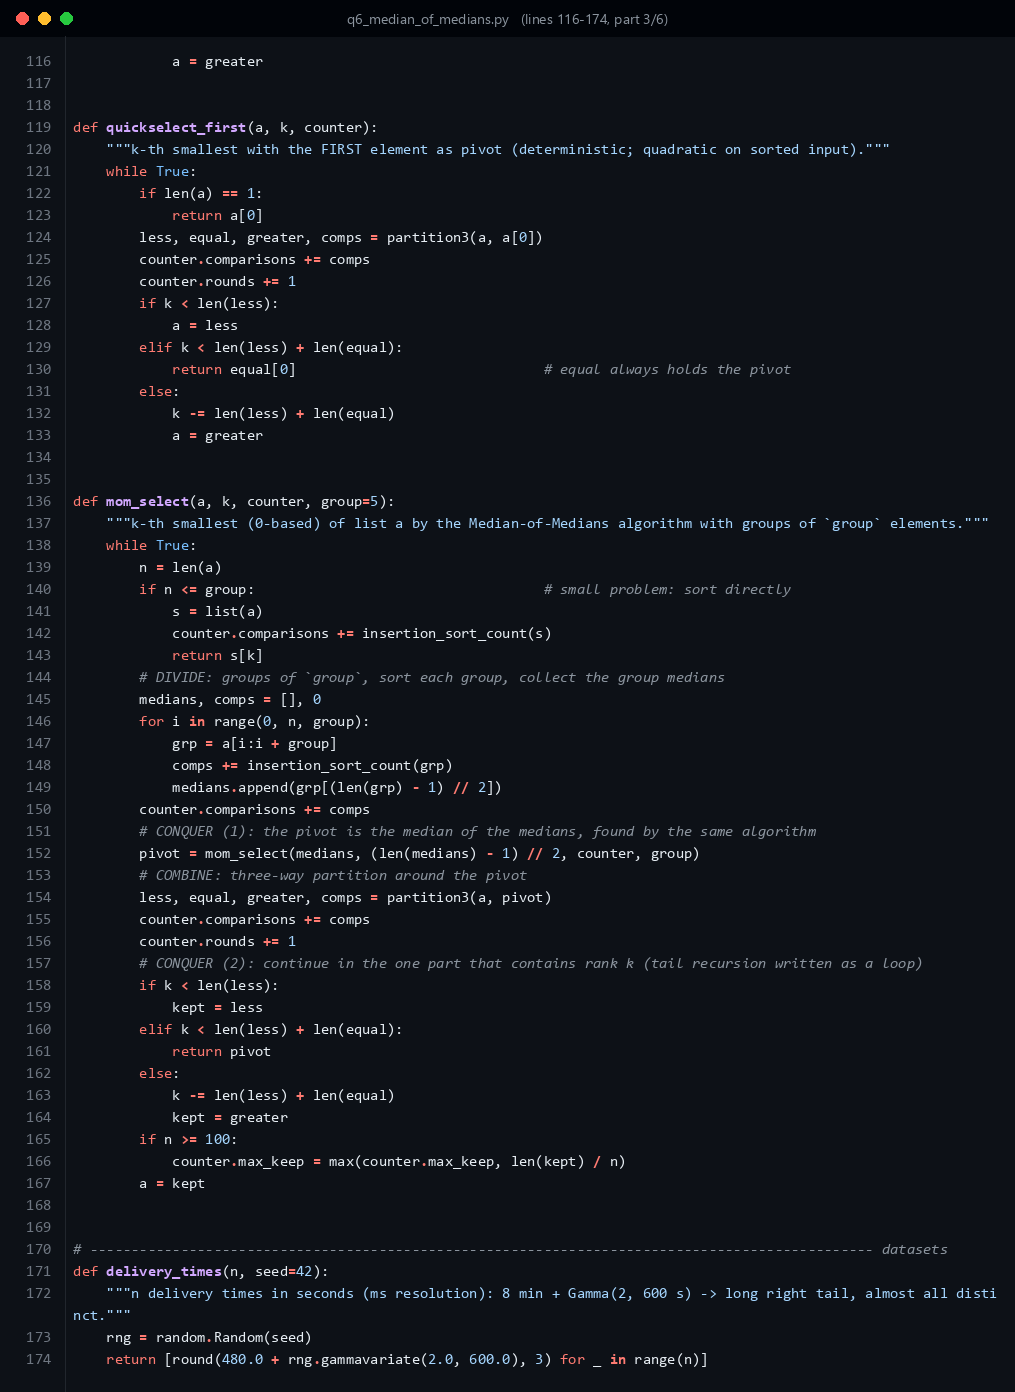 q6_median_of_medians.py   (lines 116-174, part 3/6)
116            a = greater
117
118
119def quickselect_first(a, k, counter):
120    """k-th smallest with the FIRST element as pivot (deterministic; quadratic on sorted input)."""
121    while True:
122        if len(a) == 1:
123            return a[0]
124        less, equal, greater, comps = partition3(a, a[0])
125        counter.comparisons += comps
126        counter.rounds += 1
127        if k < len(less):
128            a = less
129        elif k < len(less) + len(equal):
130            return equal[0]                              # equal always holds the pivot
131        else:
132            k -= len(less) + len(equal)
133            a = greater
134
135
136def mom_select(a, k, counter, group=5):
137    """k-th smallest (0-based) of list a by the Median-of-Medians algorithm with groups of `group` elements."""
138    while True:
139        n = len(a)
140        if n <= group:                                   # small problem: sort directly
141            s = list(a)
142            counter.comparisons += insertion_sort_count(s)
143            return s[k]
144        # DIVIDE: groups of `group`, sort each group, collect the group medians
145        medians, comps = [], 0
146        for i in range(0, n, group):
147            grp = a[i:i + group]
148            comps += insertion_sort_count(grp)
149            medians.append(grp[(len(grp) - 1) // 2])
150        counter.comparisons += comps
151        # CONQUER (1): the pivot is the median of the medians, found by the same algorithm
152        pivot = mom_select(medians, (len(medians) - 1) // 2, counter, group)
153        # COMBINE: three-way partition around the pivot
154        less, equal, greater, comps = partition3(a, pivot)
155        counter.comparisons += comps
156        counter.rounds += 1
157        # CONQUER (2): continue in the one part that contains rank k (tail recursion written as a loop)
158        if k < len(less):
159            kept = less
160        elif k < len(less) + len(equal):
161            return pivot
162        else:
163            k -= len(less) + len(equal)
164            kept = greater
165        if n >= 100:
166            counter.max_keep = max(counter.max_keep, len(kept) / n)
167        a = kept
168
169
170# ----------------------------------------------------------------------------------------------- datasets
171def delivery_times(n, seed=42):
172    """n delivery times in seconds (ms resolution): 8 min + Gamma(2, 600 s) -> long right tail, almost all disti
nct."""
173    rng = random.Random(seed)
174    return [round(480.0 + rng.gammavariate(2.0, 600.0), 3) for _ in range(n)]